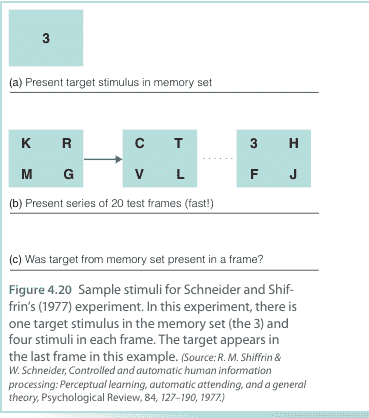 3
(a) Present target stimulus in memory set
K R C T 3 H
M G V L F J
(b) Present series of 20 test frames (fast!)
(c) Was target from memory set present in a frame?
Figure 4.20 Sample stimuli for Schneider and Shif-
frin's (1977) experiment. In this experiment, there is
one target stimulus in the memory set (the 3) and
four stimuli in each frame. The target appears in
the last frame in this example. (Source: R. M. Shiffrin &
W. Schneider, Controlled and automatic human information
processing: Perceptual learning, automatic attending, and a general
theory, Psychological Review, 84, 127–190, 1977.)